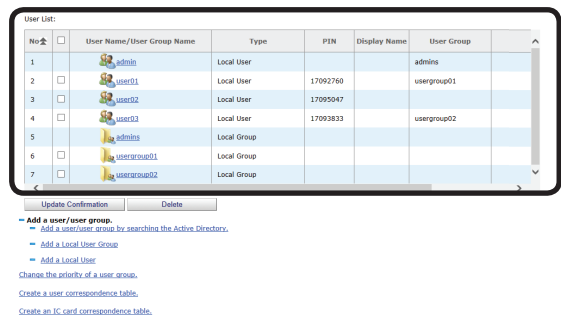 User List:
No User Name/User Group Name Type PIN Display Name User Group
1 admin Local User admins
2 user01 Local User 17092760 usergroup01
3 user02 Local User 17095047
4 user03 Local User 17093833 usergroup02
5 admins Local Group
6 usergroup01 Local Group
7 usergroup02 Local Group
Update Confirmation Delete
Add a user/user group.
Add a user/user group by searching the Active Directory.
Add a Local User Group
Add a Local User
Change the priority of a user group.
Create a user correspondence table.
Create an IC card correspondence table.